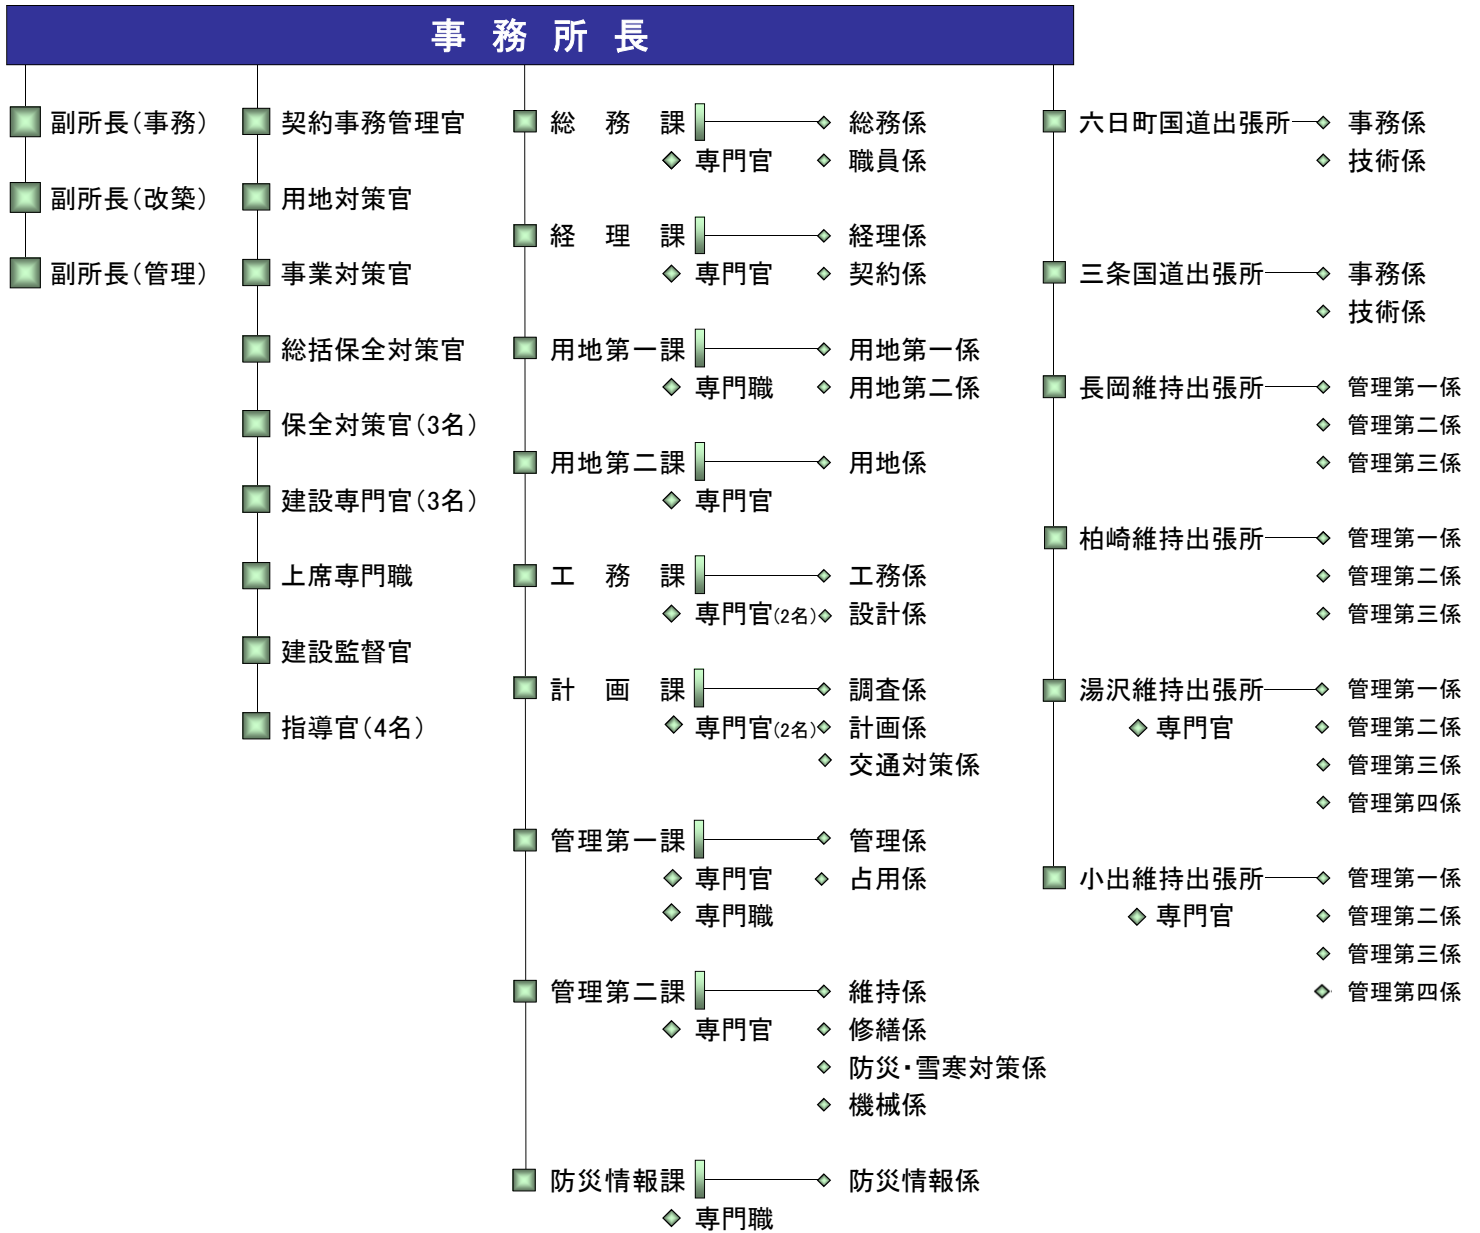 事務所長
副所長(事務)
副所長(改築)
副所長(管理)
契約事務管理官
用地対策官
事業対策官
総括保全対策官
保全対策官(3名)
建設専門官(3名)
上席専門職
建設監督官
指導官(4名)
総務課
総務係
専門官
職員係
経理課
経理係
専門官
契約係
用地第一課
用地第一係
専門職
用地第二係
用地第二課
用地係
専門官
工務課
工務係
専門官(2名)
設計係
計画課
調査係
専門官(2名)
計画係
交通対策係
管理第一課
管理係
専門官
占用係
専門職
管理第二課
維持係
専門官
修繕係
防災・雪寒対策係
機械係
防災情報課
防災情報係
専門職
六日町国道出張所
事務係
技術係
三条国道出張所
事務係
技術係
長岡維持出張所
管理第一係
管理第二係
管理第三係
柏崎維持出張所
管理第一係
管理第二係
管理第三係
湯沢維持出張所
管理第一係
専門官
管理第二係
管理第三係
管理第四係
小出維持出張所
管理第一係
専門官
管理第二係
管理第三係
管理第四係